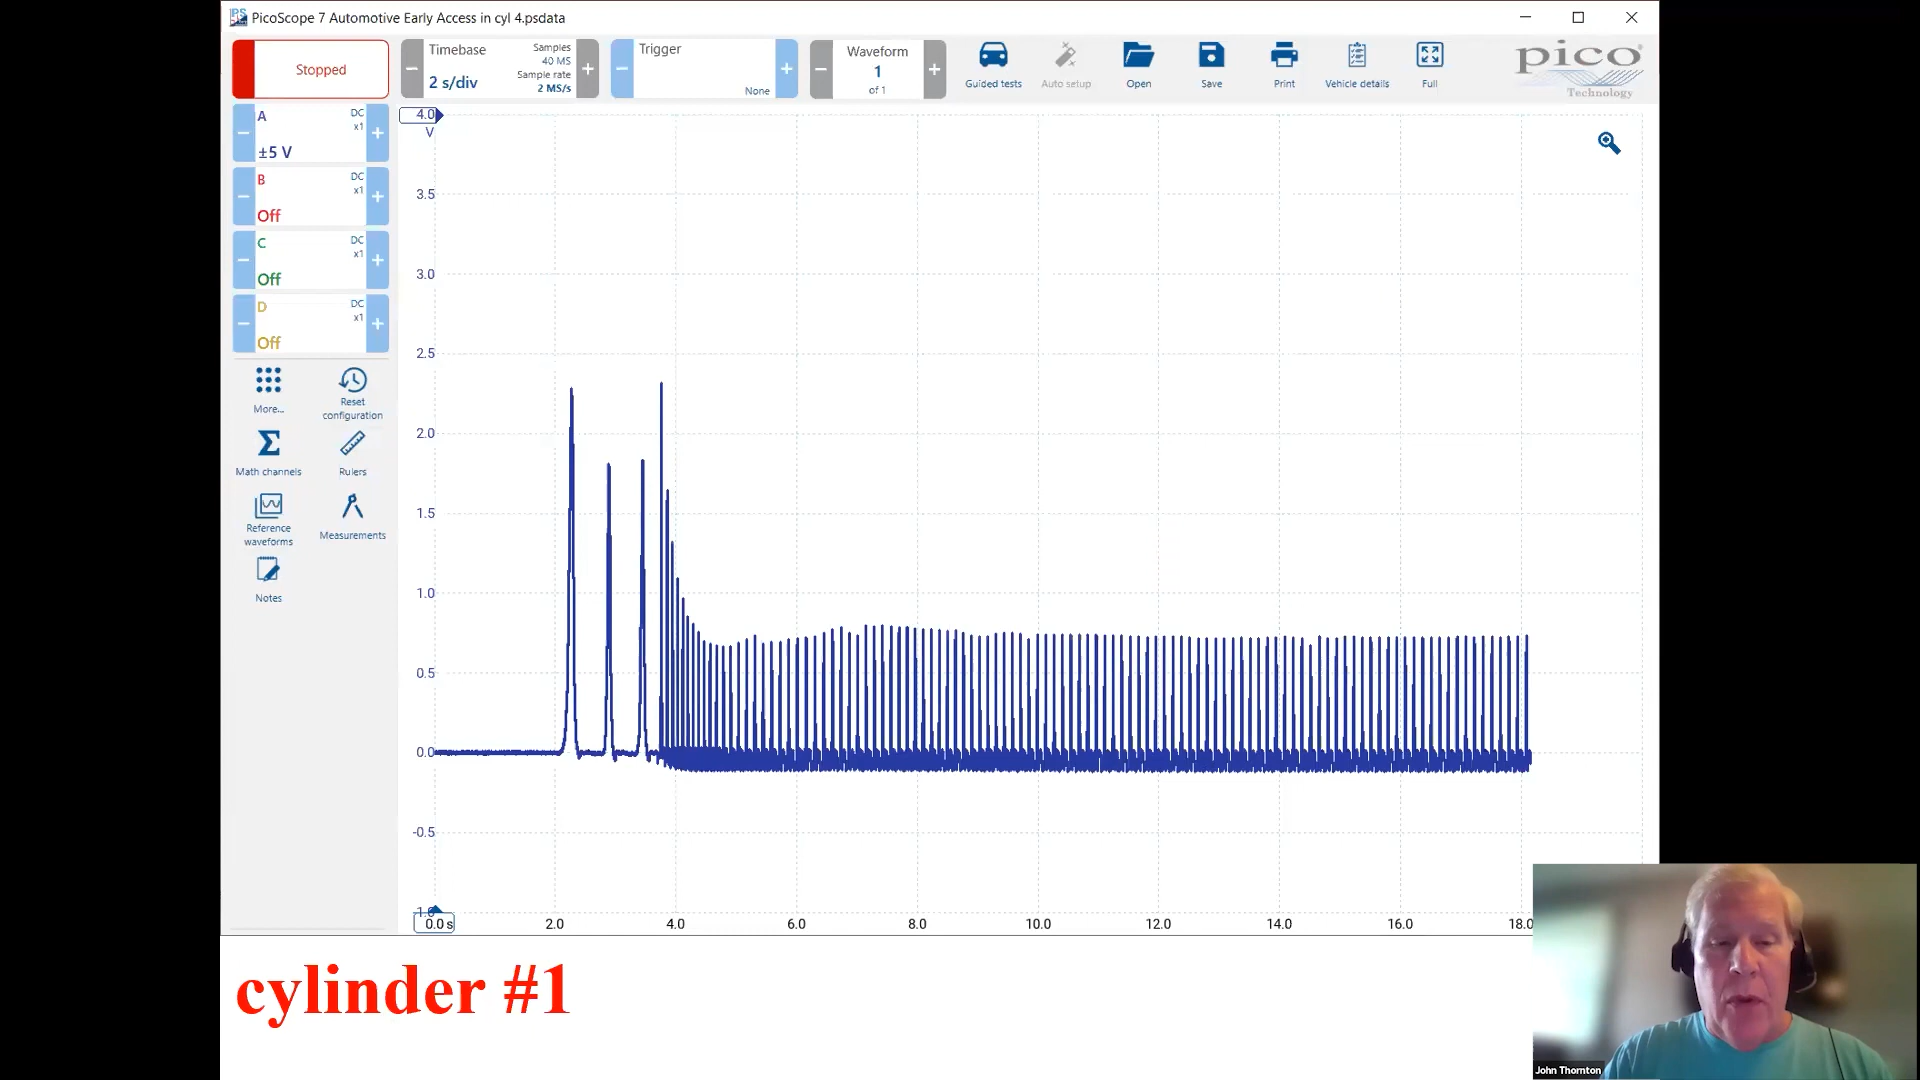 PicoScope 7 Automotive Early Access in cyl 4.psdata
Stopped
Timebase
2 s/div
Samples
40 MS
Sample rate
2 MS/s
Trigger
None
Waveform
1
of 1
Guided tests
Auto setup
Open
Save
Print
Vehicle details
Full
pico
Technology
A
DC
x1
±5 V
B
DC
x1
Off
C
DC
x1
Off
D
DC
x1
Off
More...
Reset
configuration
Math channels
Rulers
Reference
waveforms
Measurements
Notes
4.0
V
3.5
3.0
2.5
2.0
1.5
1.0
0.5
0.0
-0.5
-1.0
0.0 s
2.0
4.0
6.0
8.0
10.0
12.0
14.0
16.0
18.0
cylinder #1
John Thornton